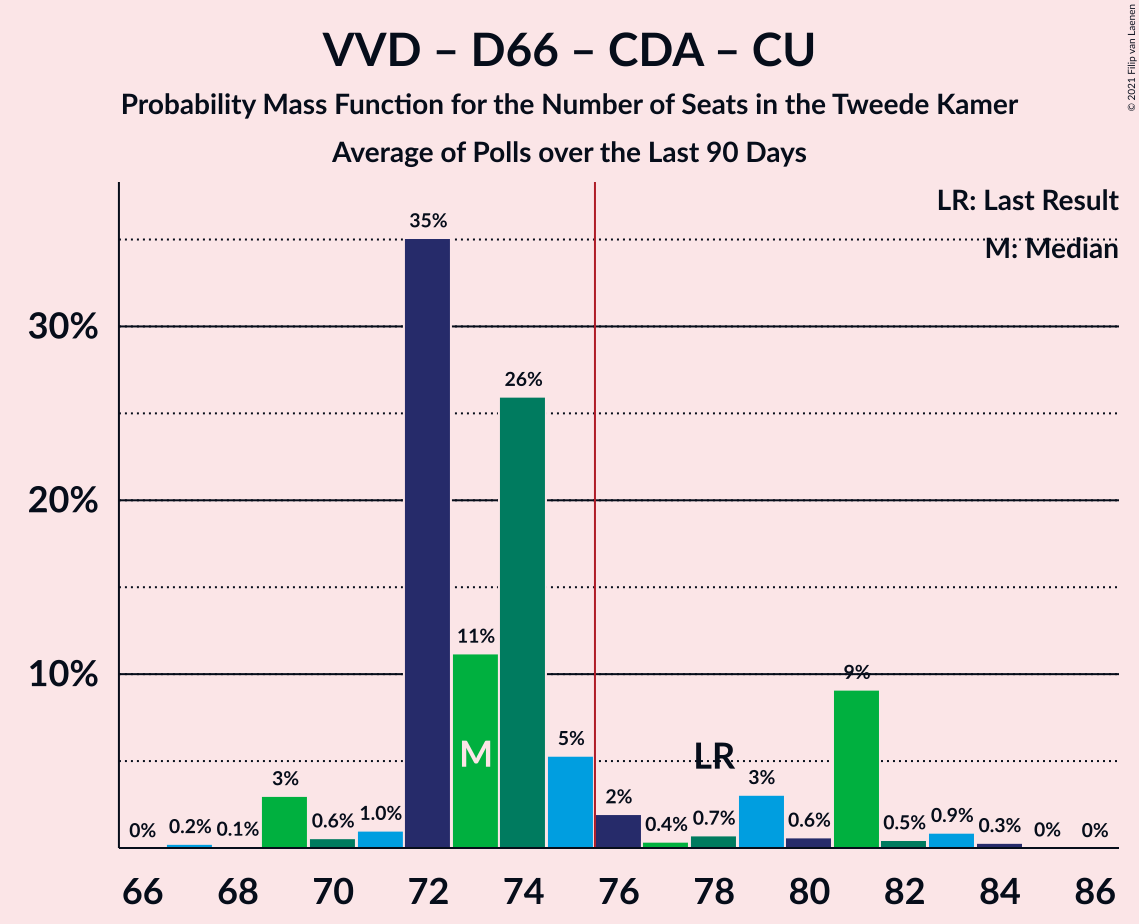 VVD – D66 – CDA – CU
Probability Mass Function for the Number of Seats in the Tweede Kamer
Average of Polls over the Last 90 Days
© 2021 Filip van Laenen
LR: Last Result
M: Median
30%
20%
10%
0%
0.2%
0.1%
3%
0.6%
1.0%
35%
11%
26%
5%
2%
0.4%
0.7%
3%
0.6%
9%
0.5%
0.9%
0.3%
0%
0%
M
LR
66 68 70 72 74 76 78 80 82 84 86